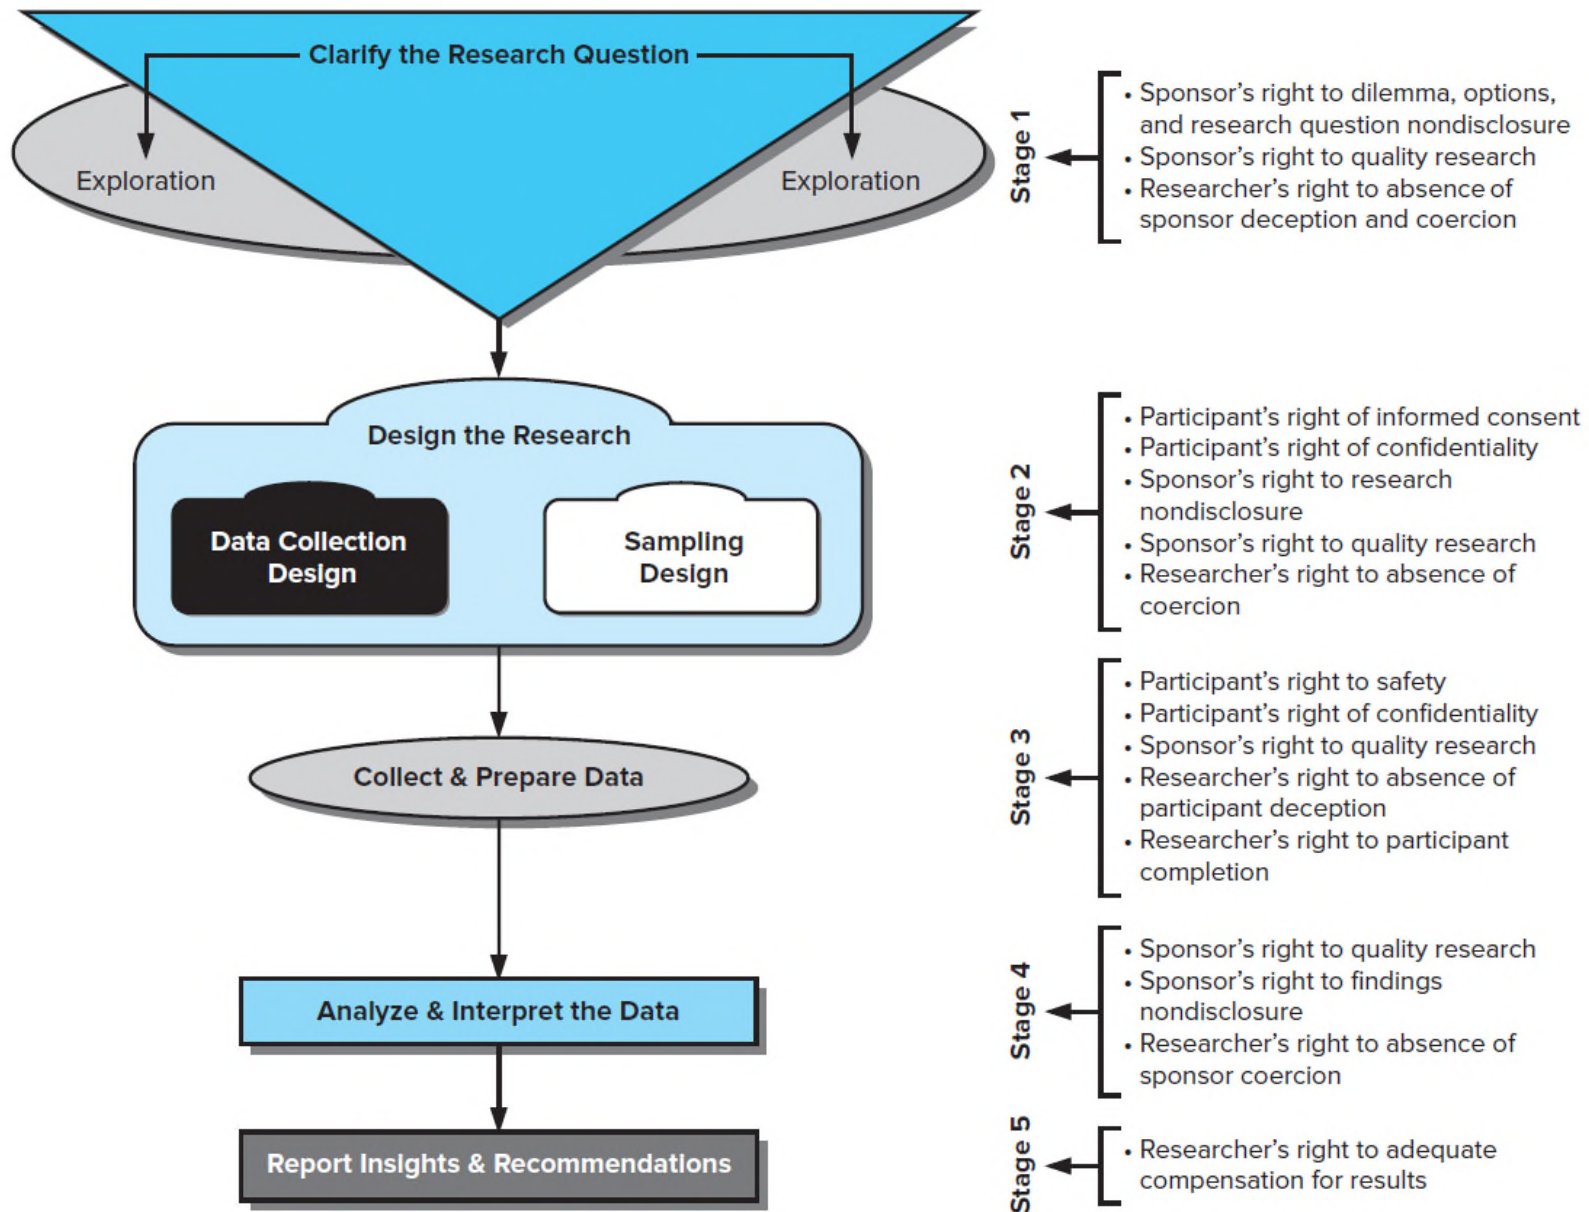 Clarify the Research Question
Exploration
Exploration
Stage 1
• Sponsor’s right to dilemma, options,
and research question nondisclosure
• Sponsor’s right to quality research
• Researcher’s right to absence of
sponsor deception and coercion
Design the Research
Data Collection
Design
Sampling
Design
Stage 2
• Participant’s right of informed consent
• Participant’s right of confidentiality
• Sponsor’s right to research
nondisclosure
• Sponsor’s right to quality research
• Researcher’s right to absence of
coercion
Collect & Prepare Data
Stage 3
• Participant’s right to safety
• Participant’s right of confidentiality
• Sponsor’s right to quality research
• Researcher’s right to absence of
participant deception
• Researcher’s right to participant
completion
Analyze & Interpret the Data
Stage 4
• Sponsor’s right to quality research
• Sponsor’s right to findings
nondisclosure
• Researcher’s right to absence of
sponsor coercion
Report Insights & Recommendations
Stage 5
• Researcher’s right to adequate
compensation for results